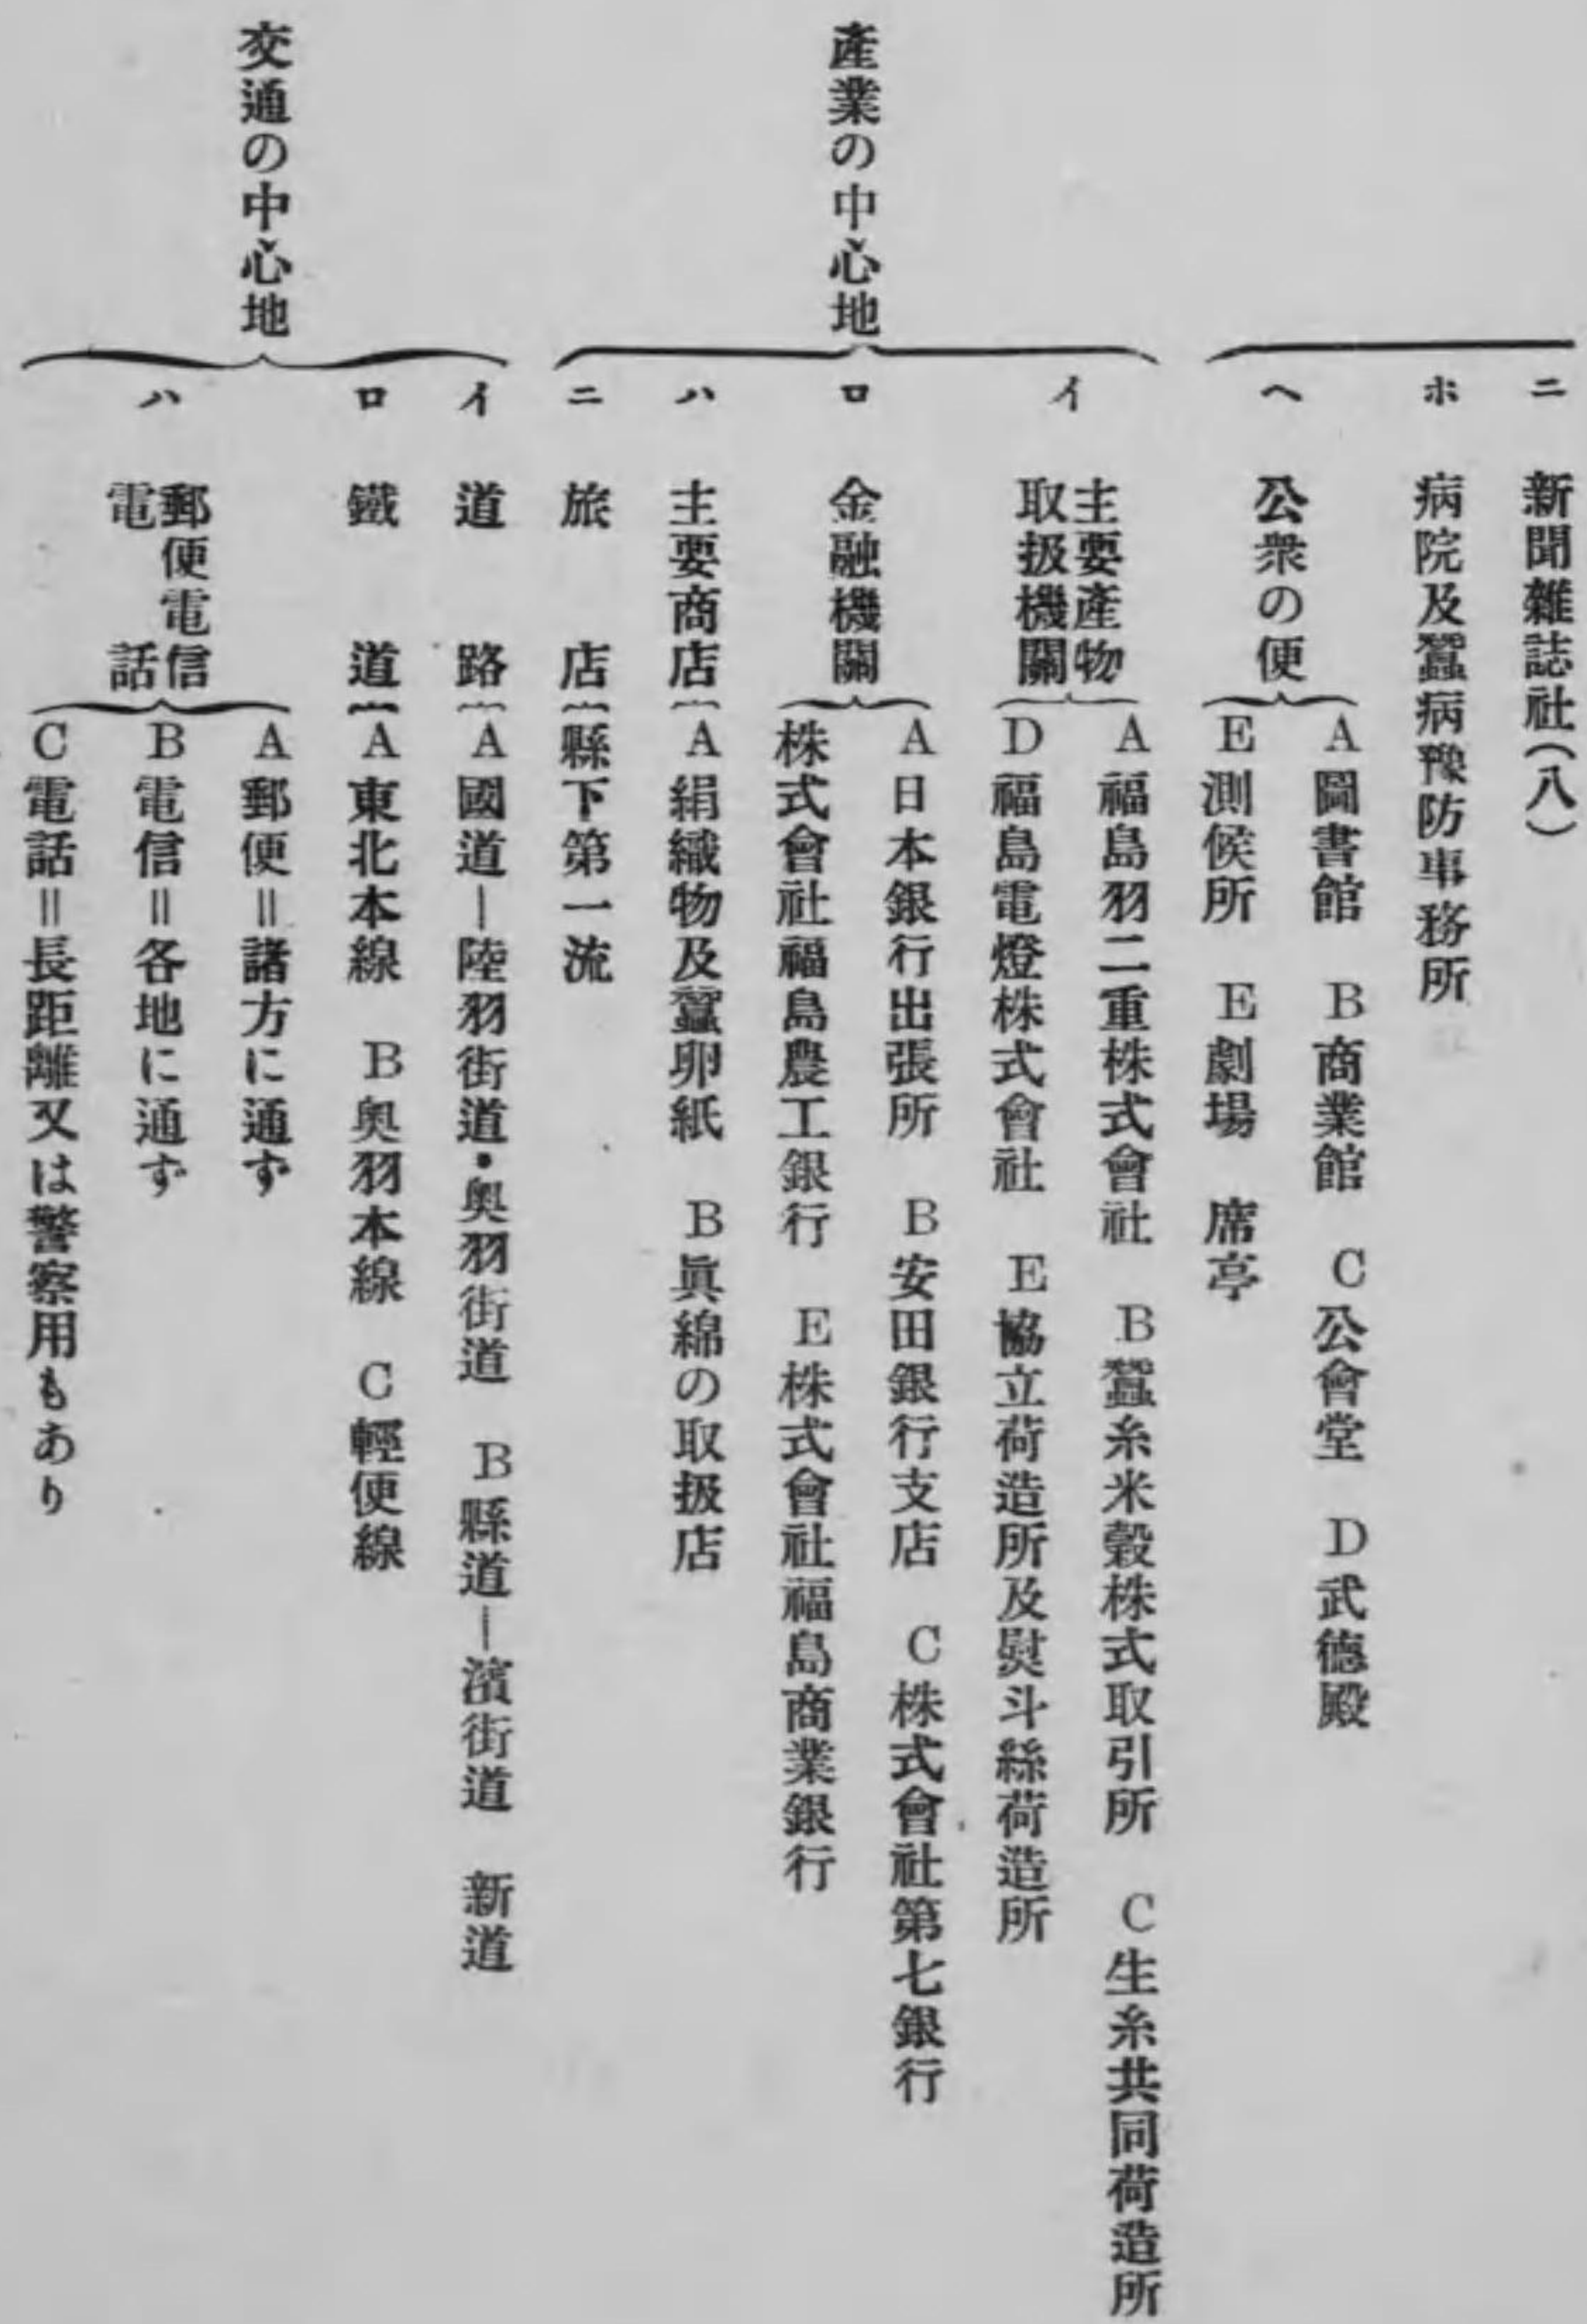 ニ 新聞雜誌社(八)
ホ 病院及蠶病豫防事務所
ヘ 公衆の便
A圖書館 B商業館 C公會堂 D武德殿
E測候所 E劇場 席亭
產業の中心地
イ 主要產物
取扱機關
A福島羽二重株式會社 B蠶糸米穀株式取引所 C生糸共同荷造所
D福島電燈株式會社 E協立荷造所及熨斗絲荷造所
ロ 金融機關
A日本銀行出張所 B安田銀行支店 C株式會社第七銀行
株式會社福島農工銀行 E株式會社福島商業銀行
ハ 主要商店 A絹織物及蠶卵紙 B眞綿の取扱店
ニ 旅店 縣下第一流
交通の中心地
イ 道路 A國道—陸羽街道・奥羽街道 B縣道—濱街道 新道
ロ 鐵道 A東北本線 B奥羽本線 C輕便線
ハ 郵便電信
電話
A郵便=諸方に通ず
B電信=各地に通ず
C電話=長距離又は警察用もあり